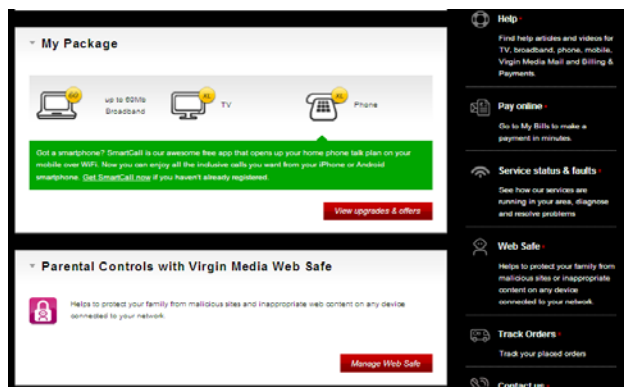 My Package
60
up to 60Mb
Broadband
XL
TV
XL
Phone
Got a smartphone? SmartCall is our awesome free app that opens up your home phone talk plan on your
mobile over WiFi. Now you can enjoy all the inclusive calls you want from your iPhone or Android
smartphone. Get SmartCall now if you haven't already registered.
View upgrades & offers
Parental Controls with Virgin Media Web Safe
Helps to protect your family from malicious sites and inappropriate web content on any device
connected to your network.
Manage Web Safe
Help
Find help articles and videos for
TV, broadband, phone, mobile,
Virgin Media Mail and Billing &
Payments.
Pay online
Go to My Bills to make a
payment in minutes.
Service status & faults
See how our services are
running in your area, diagnose
and resolve problems
Web Safe
Helps to protect your family from
malicious sites or inappropriate
content on any device
connected to your network.
Track Orders
Track your placed orders
Contact us